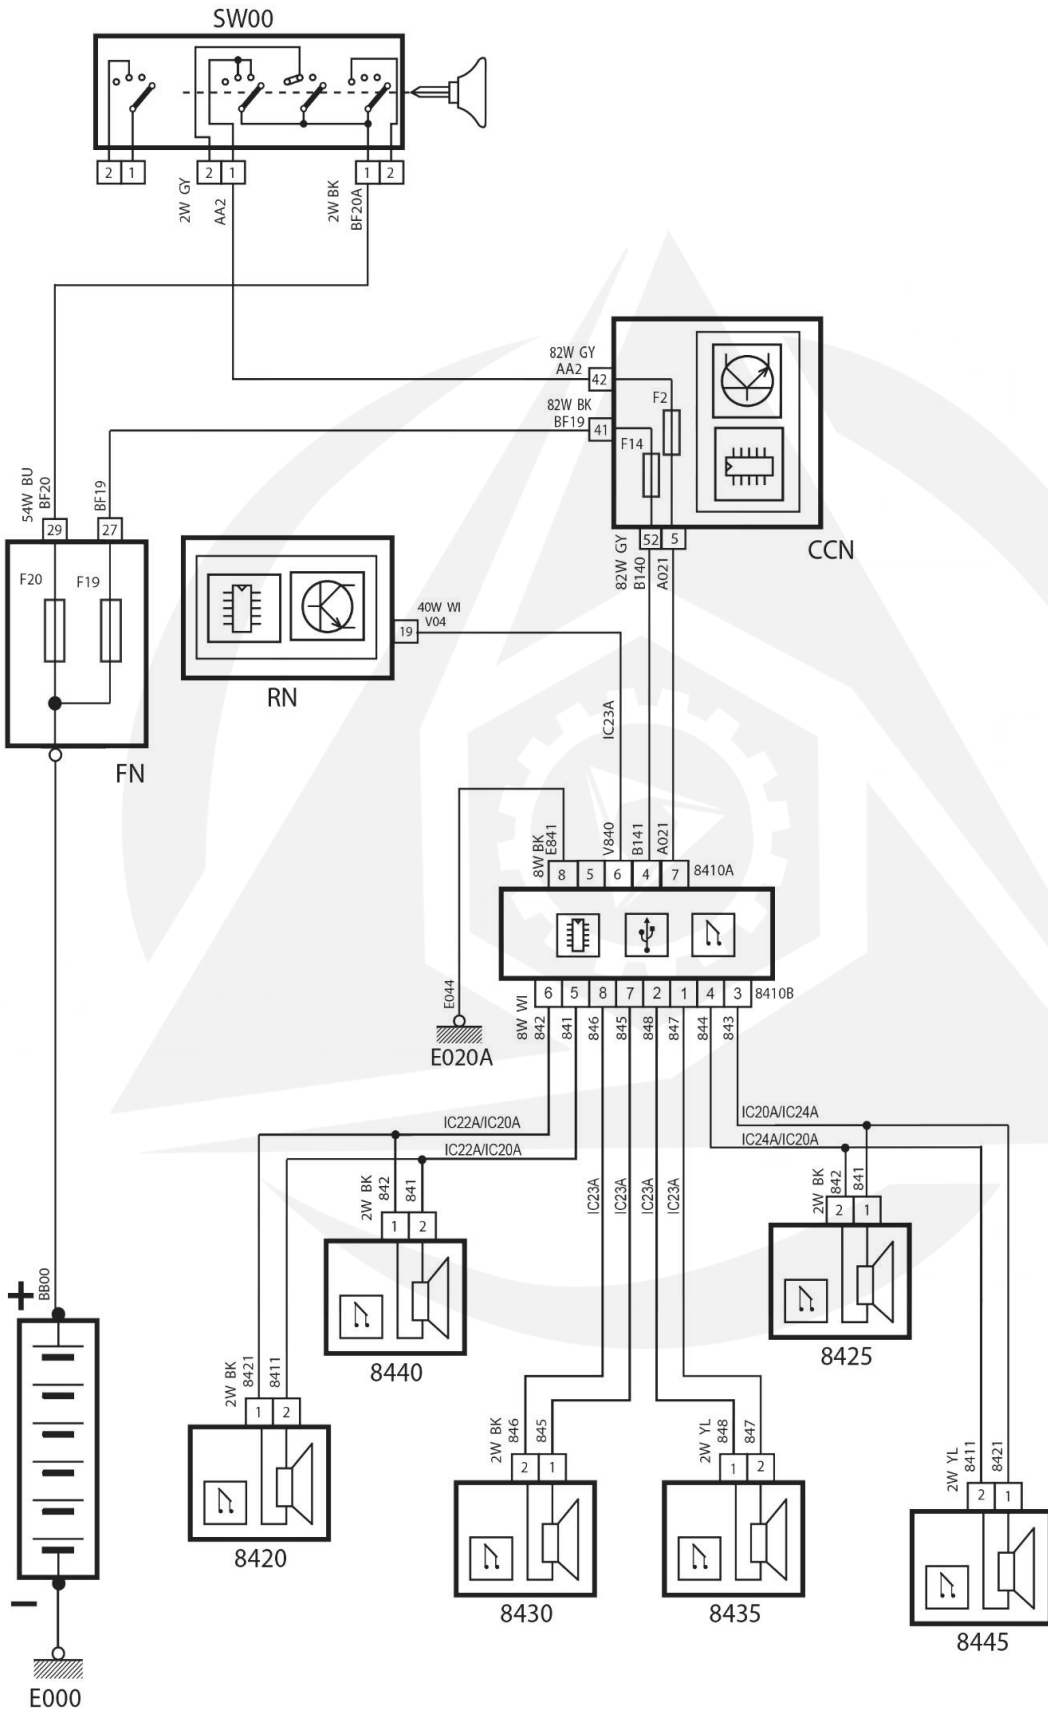 SW00
2 1 2 1 1 2
2W GY
AA2
2W BK
BF20A
82W GY
AA2
42
82W BK
BF19
41
F2
F14
CCN
52 5
82W GY
B140
A021
54W BU
BF20
BF19
29 27
F20 F19
FN
RN
19
40W WI
V04
IC23A
8W BK
E841
V840
B141
A021
8 5 6 4 7
8410A
6 5 8 7 2 1 4 3
8410B
8W WI
842
841
846
845
848
847
844
843
E044
E020A
IC22A/IC20A
IC22A/IC20A
IC20A/IC24A
IC24A/IC20A
IC23A
IC23A
IC23A
IC23A
2W BK
842
841
1 2
8440
2W BK
842
841
2 1
8425
+
BB00
−
E000
2W BK
8421
8411
1 2
8420
2W BK
846
845
2 1
8430
2W YL
848
847
1 2
8435
2W YL
8411
8421
2 1
8445